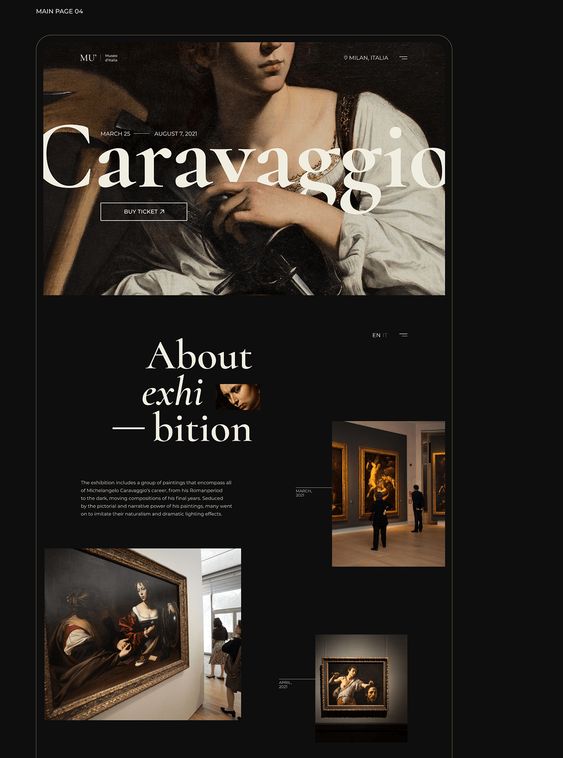 MAIN PAGE 04
MU'
Museo
d'Italia
MILAN, ITALIA
MARCH 25
AUGUST 7, 2021
Caravaggio
BUY TICKET
EN IT
About
exhi
— bition
The exhibition includes a group of paintings that encompass all
of Michelangelo Caravaggio's career, from his Romanperiod
to the dark, moving compositions of his final years. Seduced
by the pictorial and narrative power of his paintings, many went
on to imitate their naturalism and dramatic lighting effects.
MARCH,
2021
APRIL,
2021